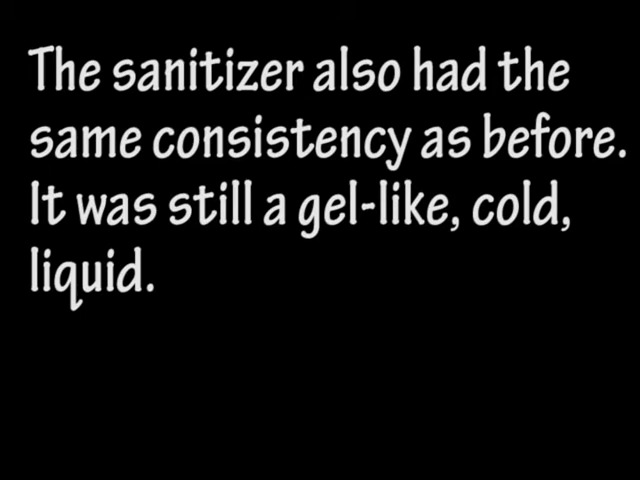 The sanitizer also had the
same consistency as before.
It was still a gel-like, cold,
liquid.